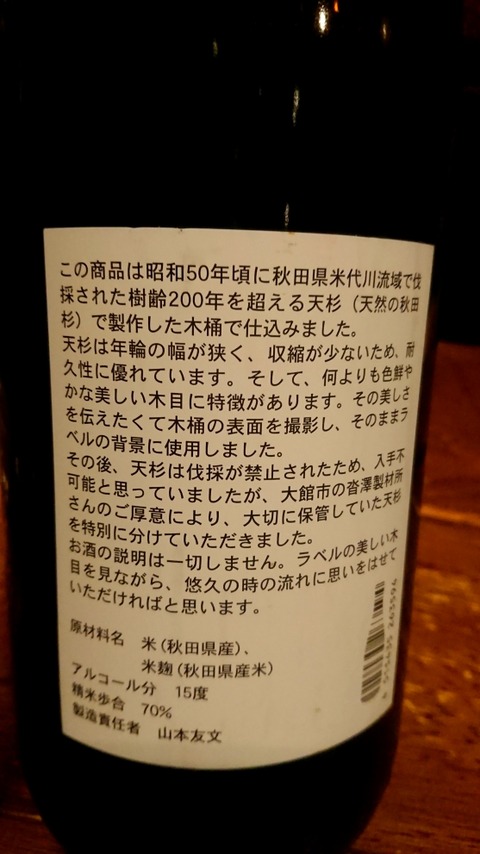 この商品は昭和50年頃に秋田県米代川流域で伐
採された樹齢200年を超える天杉（天然の秋田
杉）で製作した木桶で仕込みました。
天杉は年輪の幅が狭く、収縮が少ないため、耐
久性に優れています。そして、何よりも色鮮や
かな美しい木目に特徴があります。その美しさ
を伝えたくて木桶の表面を撮影し、そのままラ
ベルの背景に使用しました。
その後、天杉は伐採が禁止されたため、入手不
可能と思っていましたが、大館市の沓澤製材所
さんのご厚意により、大切に保管していた天杉
を特別に分けていただきました。
お酒の説明は一切しません。ラベルの美しい木
目を見ながら、悠久の時の流れに思いをはせて
いただければと思います。
原材料名　米（秋田県産）、
米麹（秋田県産米）
アルコール分　15度
精米歩合　70%
製造責任者　山本友文